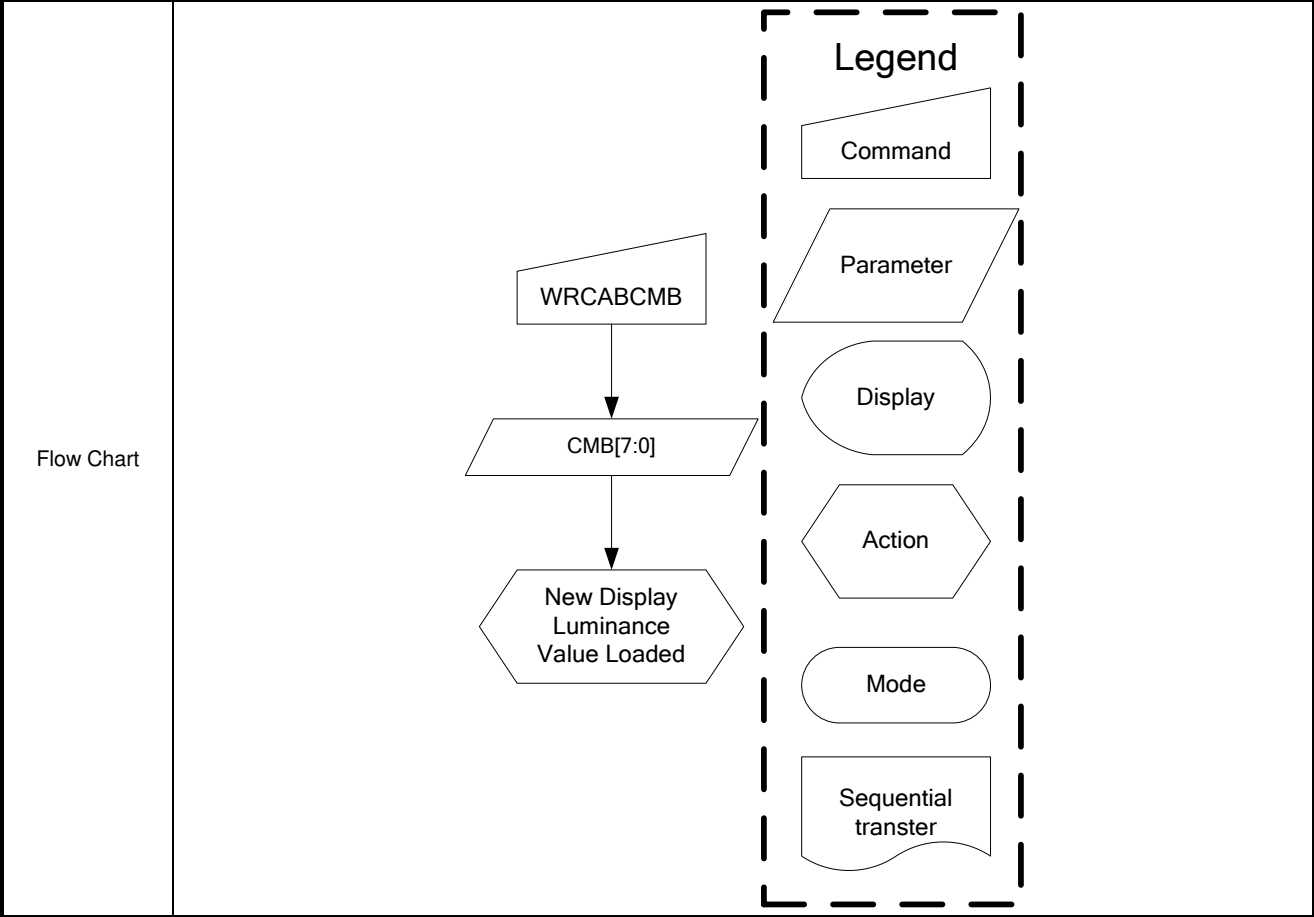 Flow Chart
WRCABCMB
CMB[7:0]
New Display
Luminance
Value Loaded
Legend
Command
Parameter
Display
Action
Mode
Sequential
transter